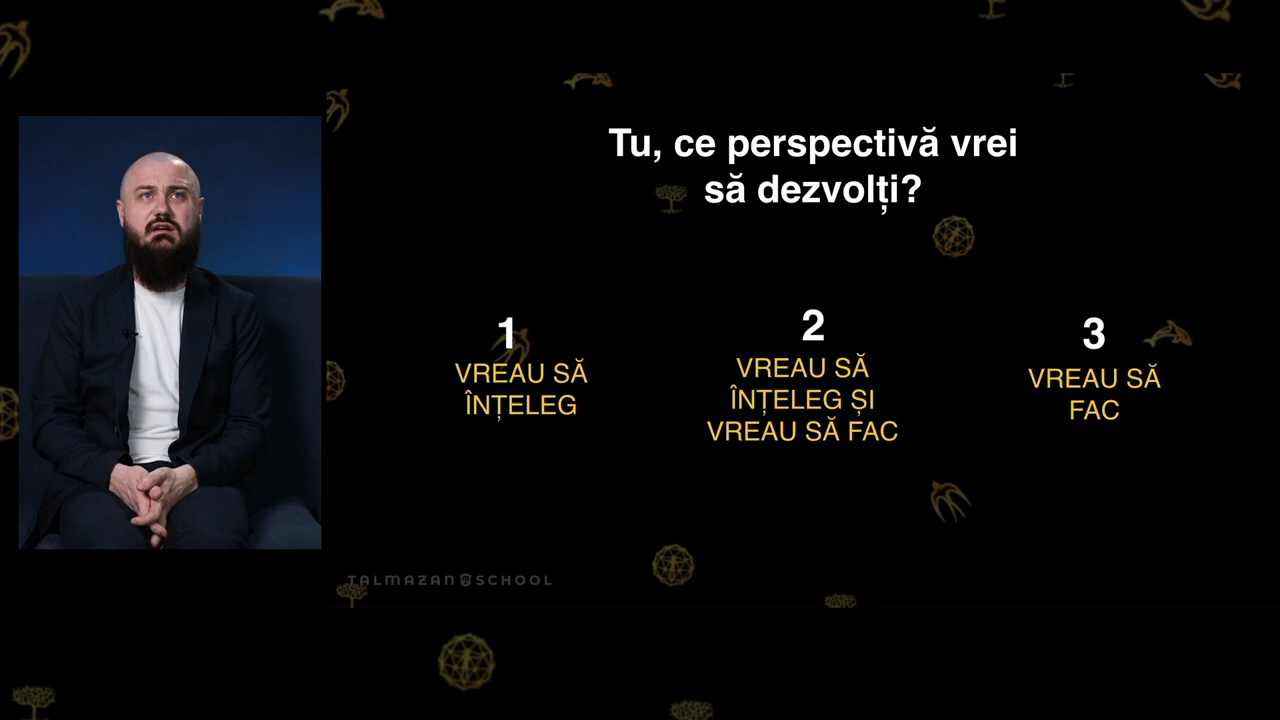 Tu, ce perspectivă vrei
să dezvolți?
1
VREAU SĂ
ÎNȚELEG
2
VREAU SĂ
ÎNȚELEG ȘI
VREAU SĂ FAC
3
VREAU SĂ
FAC
TALMAZAN SCHOOL